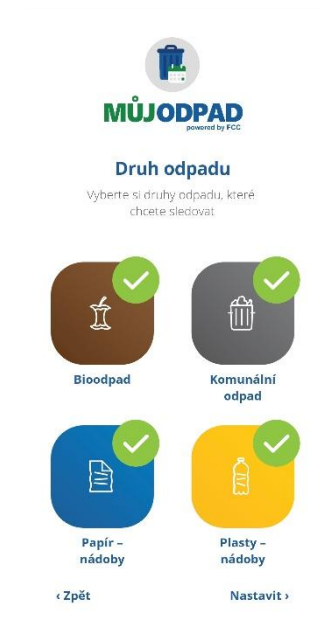 MŮJODPAD
powered by FCC
Druh odpadu
Vyberte si druhy odpadu, které
chcete sledovat
Bioodpad
Komunální
odpad
Papír –
nádoby
Plasty –
nádoby
‹ Zpět
Nastavit ›